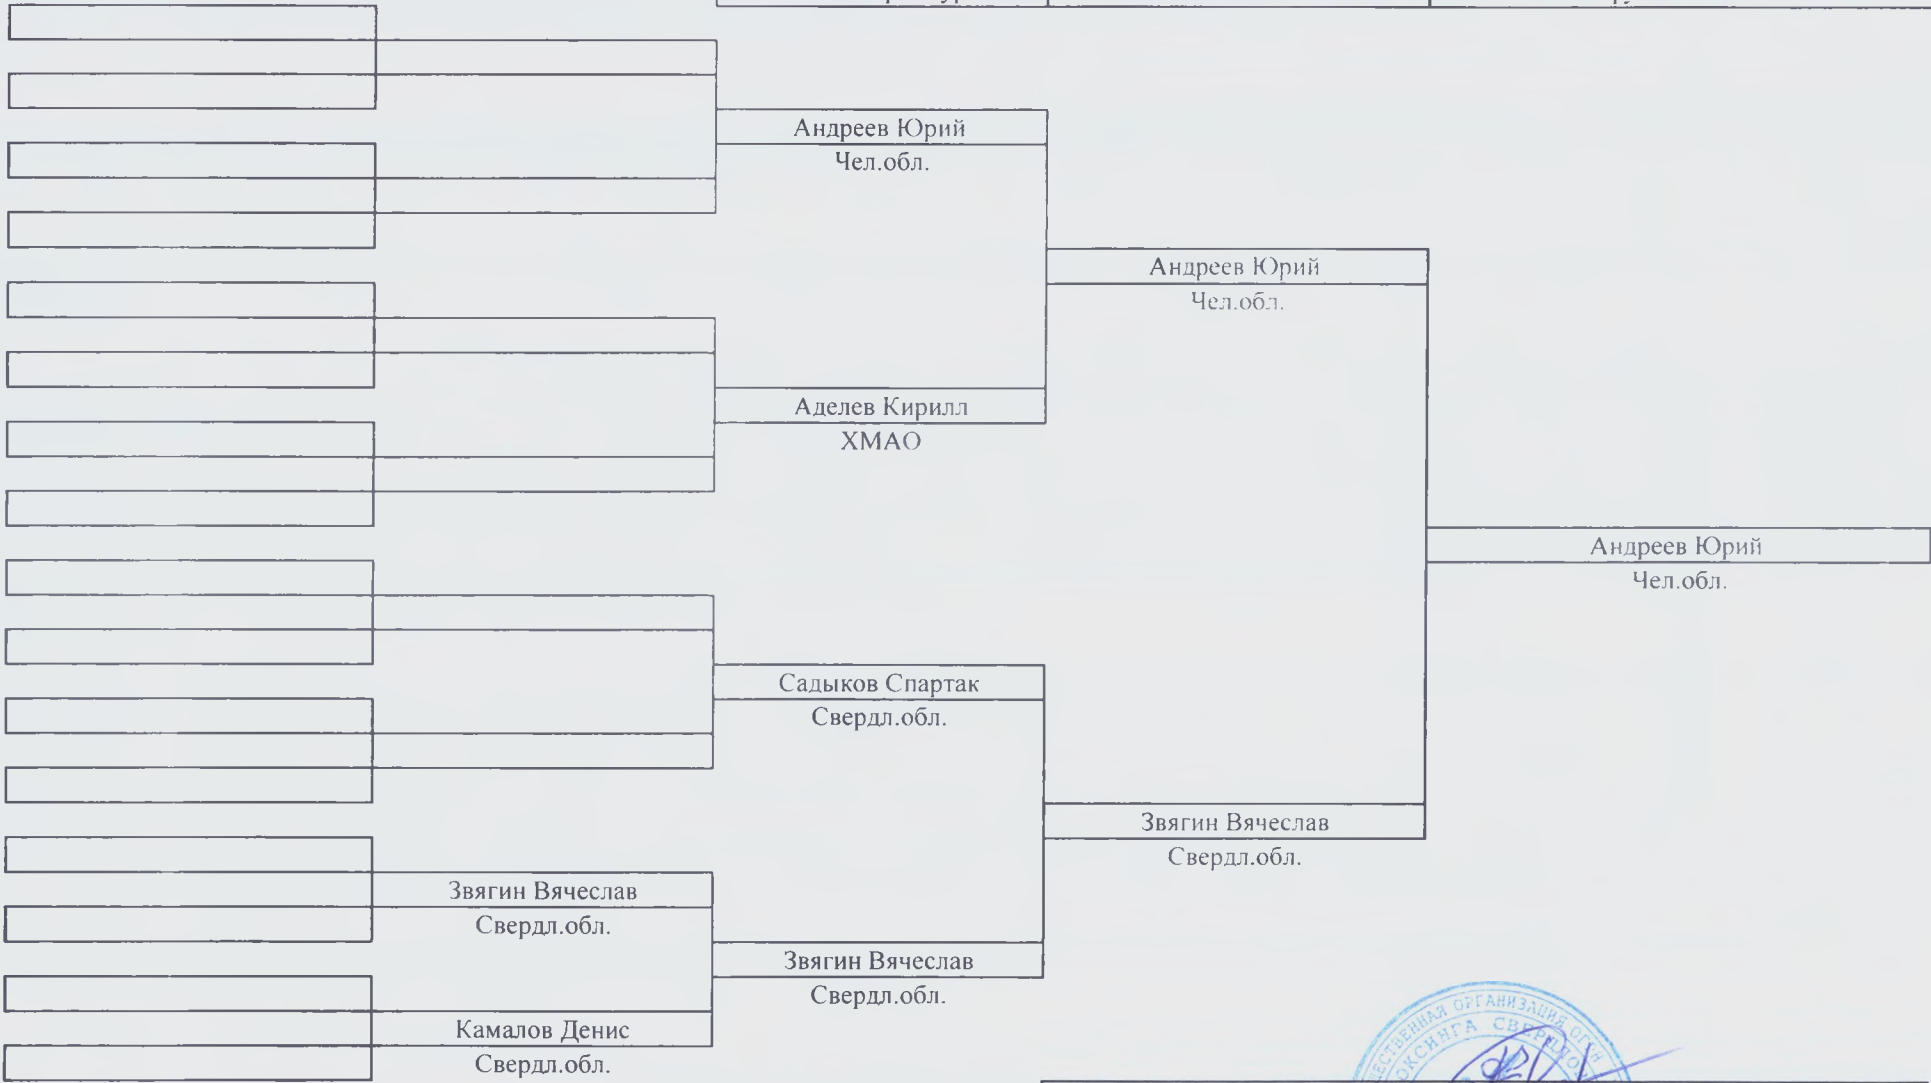 Андреев Юрий
Чел.обл.
Андреев Юрий
Чел.обл.
Аделев Кирилл
ХМАО
Андреев Юрий
Чел.обл.
Садыков Спартак
Свердл.обл.
Звягин Вячеслав
Свердл.обл.
Звягин Вячеслав
Свердл.обл.
Звягин Вячеслав
Свердл.обл.
Камалов Денис
Свердл.обл.
ОРГАНИЗАЦИЯ